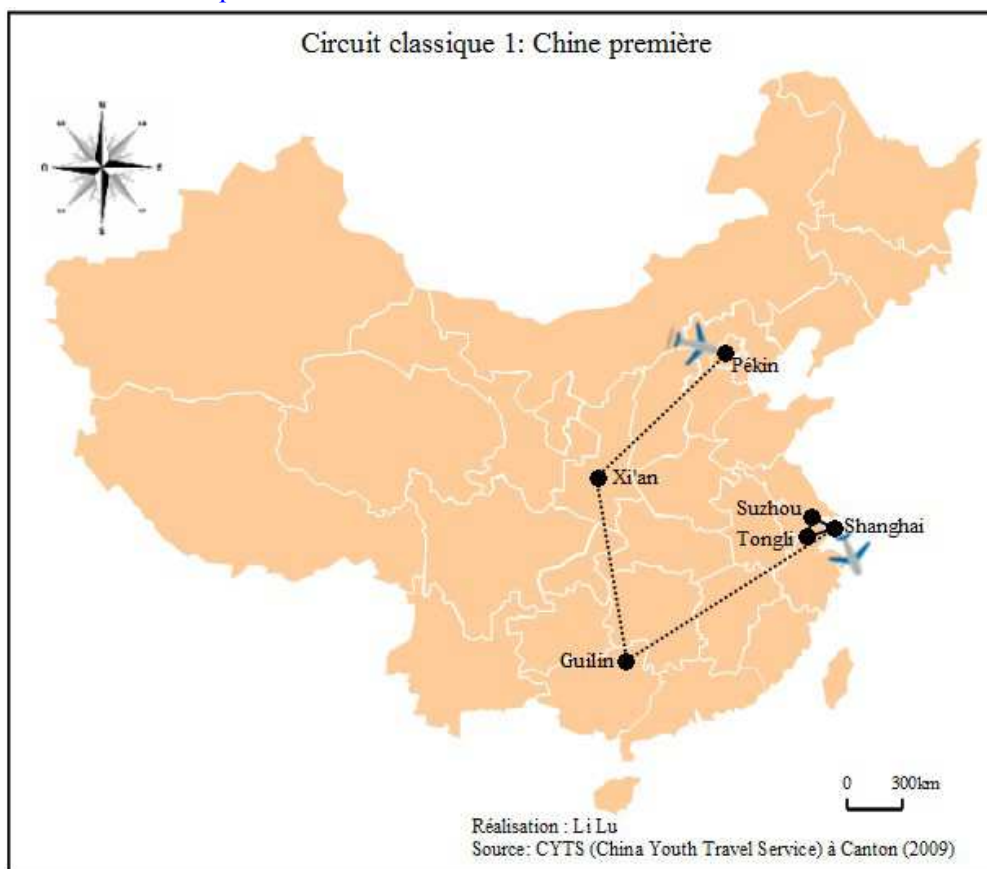 Circuit classique 1: Chine première
N
O
E
S
Pékin
Xi'an
Suzhou
Shanghai
Tongli
Guilin
0 300km
Réalisation : Li Lu
Source: CYTS (China Youth Travel Service) à Canton (2009)